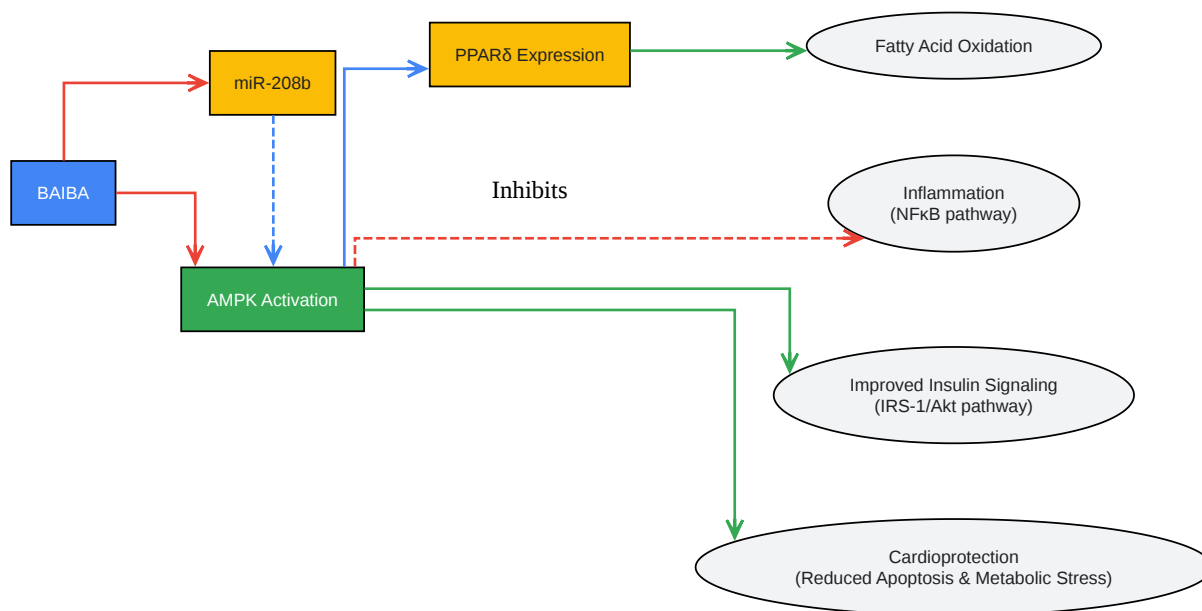 PPARδ Expression
Fatty Acid Oxidation
miR-208b
BAIBA
Inhibits
Inflammation
(NFκB pathway)
AMPK Activation
Improved Insulin Signaling
(IRS-1/Akt pathway)
Cardioprotection
(Reduced Apoptosis & Metabolic Stress)